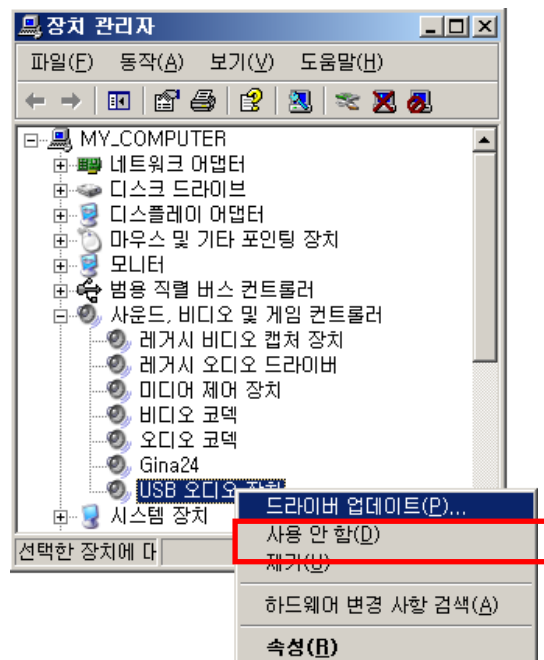 장치 관리자
파일(F) 동작(A) 보기(V) 도움말(H)
MY_COMPUTER
네트워크 어댑터
디스크 드라이브
디스플레이 어댑터
마우스 및 기타 포인팅 장치
모니터
범용 직렬 버스 컨트롤러
사운드, 비디오 및 게임 컨트롤러
레거시 비디오 캡처 장치
레거시 오디오 드라이버
미디어 제어 장치
비디오 코덱
오디오 코덱
Gina24
USB 오디오 장치
시스템 장치
선택한 장치에 대
드라이버 업데이트(P)...
사용 안 함(D)
제거(U)
하드웨어 변경 사항 검색(A)
속성(R)